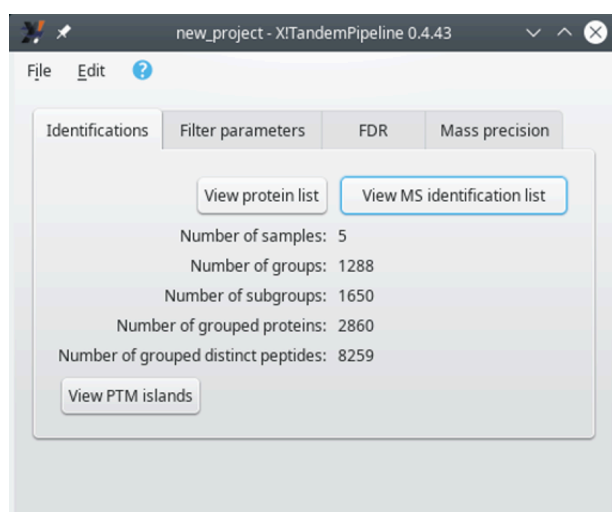 new_project - X!TandemPipeline 0.4.43
File Edit ?
Identifications Filter parameters FDR Mass precision
View protein list View MS identification list
Number of samples: 5
Number of groups: 1288
Number of subgroups: 1650
Number of grouped proteins: 2860
Number of grouped distinct peptides: 8259
View PTM islands